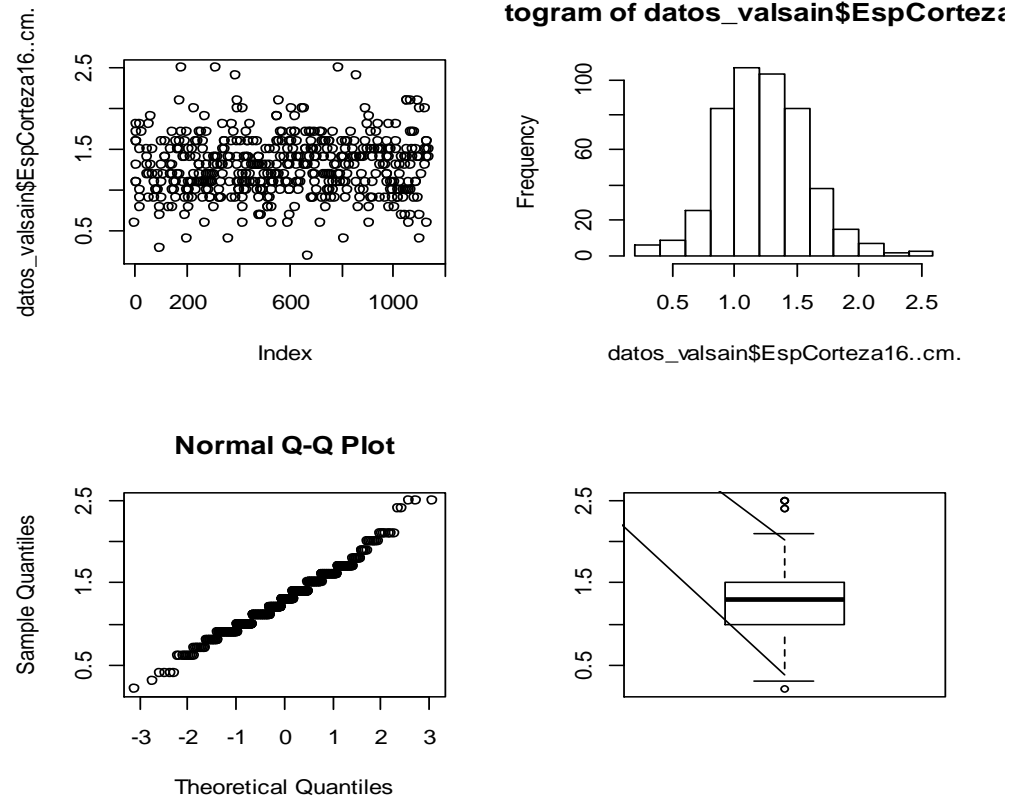 togram of datos_valsain$EspCorteza
datos_valsain$EspCorteza16..cm.
2.5
1.5
0.5
0 200 600 1000
Index
Frequency
100
60
20
0
0.5 1.0 1.5 2.0 2.5
datos_valsain$EspCorteza16..cm.
Normal Q-Q Plot
Sample Quantiles
2.5
1.5
0.5
-3 -2 -1 0 1 2 3
Theoretical Quantiles
2.5
1.5
0.5